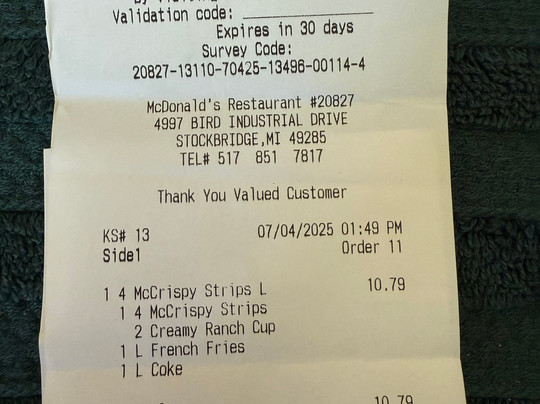 Validation code: _______________
Expires in 30 days
Survey Code:
20827-13110-70425-13496-00114-4
McDonald's Restaurant #20827
4997 BIRD INDUSTRIAL DRIVE
STOCKBRIDGE,MI 49285
TEL# 517 851 7817
Thank You Valued Customer
KS# 13 07/04/2025 01:49 PM
Side1 Order 11
1 4 McCrispy Strips L 10.79
1 4 McCrispy Strips
2 Creamy Ranch Cup
1 L French Fries
1 L Coke
10.79